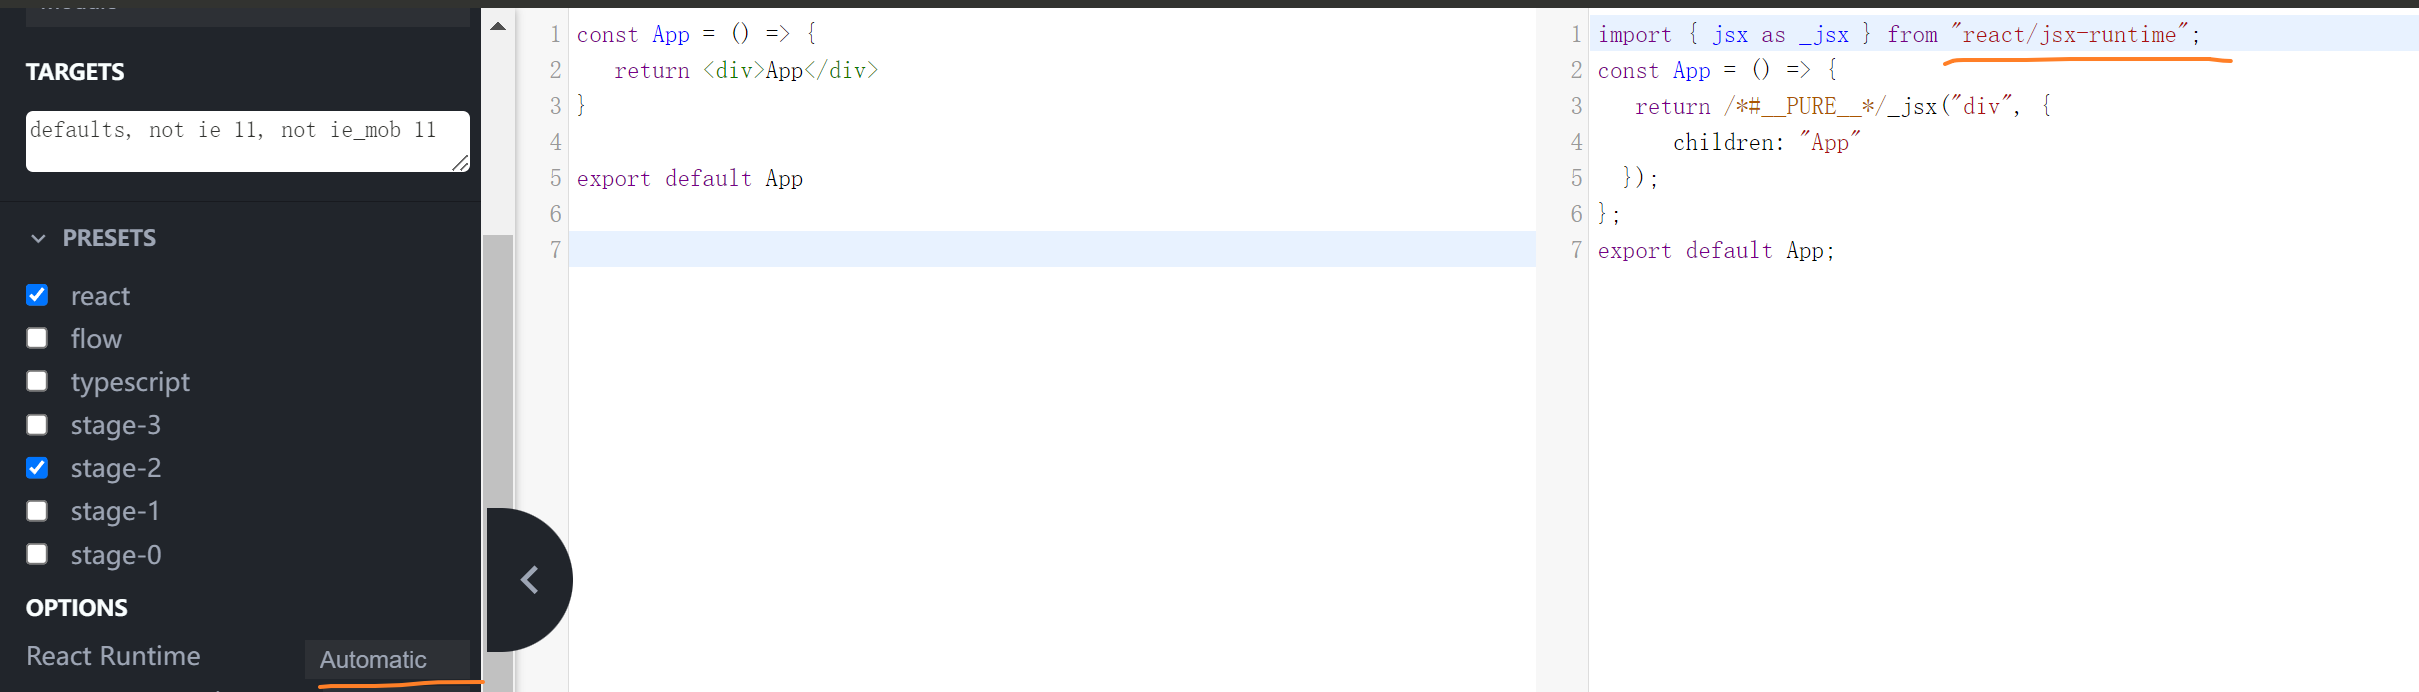 TARGETS
defaults, not ie 11, not ie_mob 11
PRESETS
react
flow
typescript
stage-3
stage-2
stage-1
stage-0
OPTIONS
React Runtime
Automatic
1 const App = () => {
2 return <div>App</div>
3 }
4
5 export default App
6
7
1 import { jsx as _jsx } from "react/jsx-runtime";
2 const App = () => {
3 return /*#__PURE__*/_jsx("div", {
4 children: "App"
5 });
6 };
7 export default App;